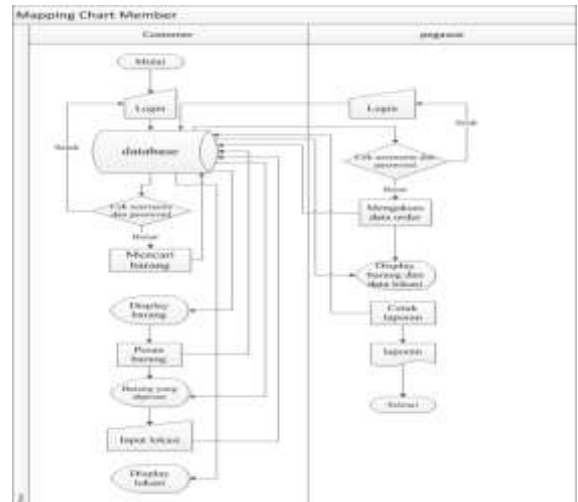 Mapping Chart Member
Customer
pegawai
Mulai
Login
Login
database
Cek username dan
password
Cek username
dan password
Benar
Benar
Mengakses
data order
Mencari
barang
Display
barang dan
data lokasi
Display
barang
Cetak
laporan
Pesan
barang
laporan
Barang yang
dipesan
Selesai
Input lokasi
Display
lokasi